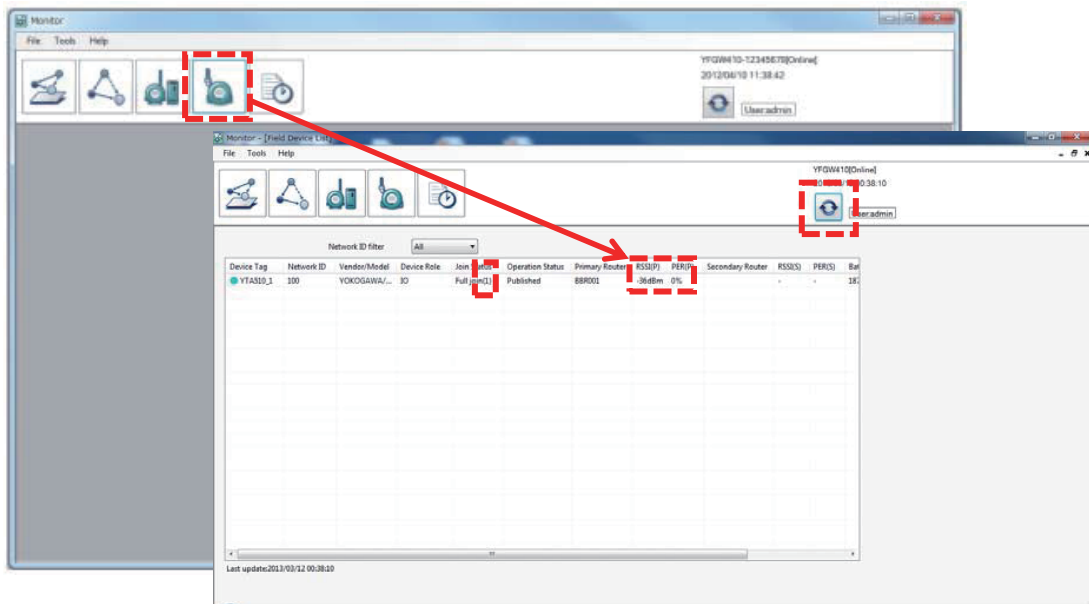 Monitor
File Tools Help
YFGW410-12345678[Online]
2012/04/10 11:38:42
User:admin
Monitor - [Field Device List]
File Tools Help
YFGW410[Online]
00:38:10
User:admin
Network ID filter All
Device Tag Network ID Vendor/Model Device Role Join Status Operation Status Primary Router RSSI(P) PER(P) Secondary Router RSSI(S) PER(S) Bat
YTA510_1 100 YOKOGAWA/... IO Full join(1) Published BBR001 -36dBm 0% - - 187
Last update:2013/03/12 00:38:10